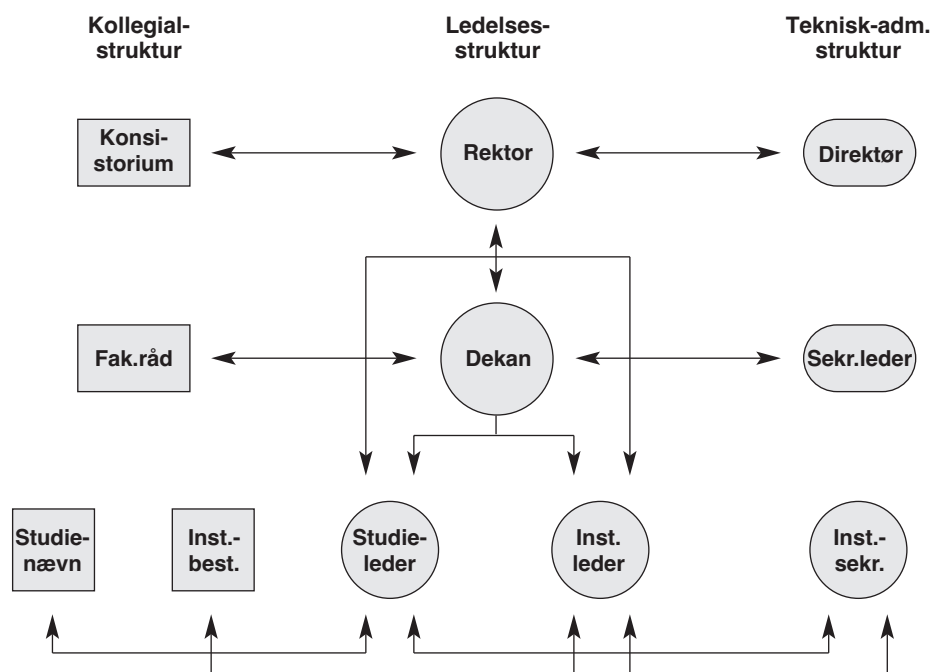 Kollegial-
struktur
Ledelses-
struktur
Teknisk-adm.
struktur
Konsi-
storium
Rektor
Direktør
Fak.råd
Dekan
Sekr.leder
Studie-
nævn
Inst.-
best.
Studie-
leder
Inst.
leder
Inst.-
sekr.